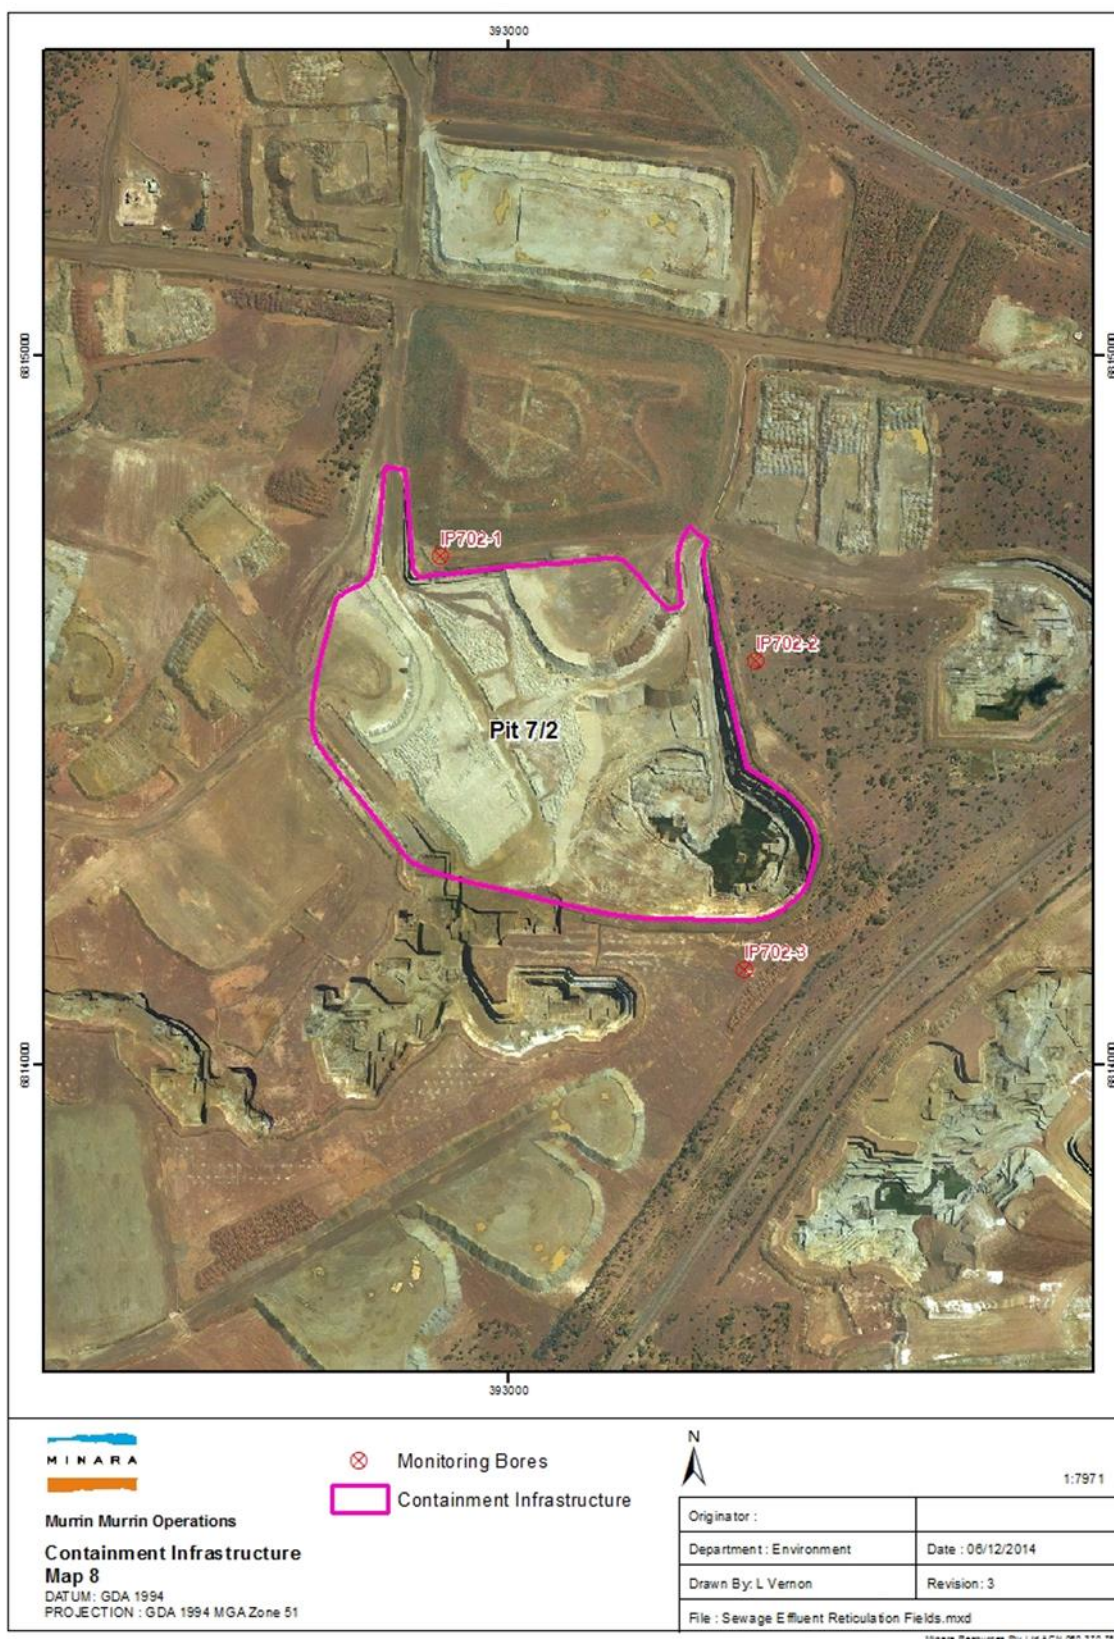 393000
6815000
6815000
IP702-1
IP702-2
Pit 7/2
IP702-3
6814000
6814000
393000
MINARA
Murrin Murrin Operations
Containment Infrastructure
Map 8
DATUM: GDA 1994
PROJECTION : GDA 1994 MGA Zone 51
Monitoring Bores
Containment Infrastructure
N
1:7971
Originator :
Department : Environment
Date : 06/12/2014
Drawn By: L Vernon
Revision: 3
File : Sewage Effluent Reticulation Fields.mxd